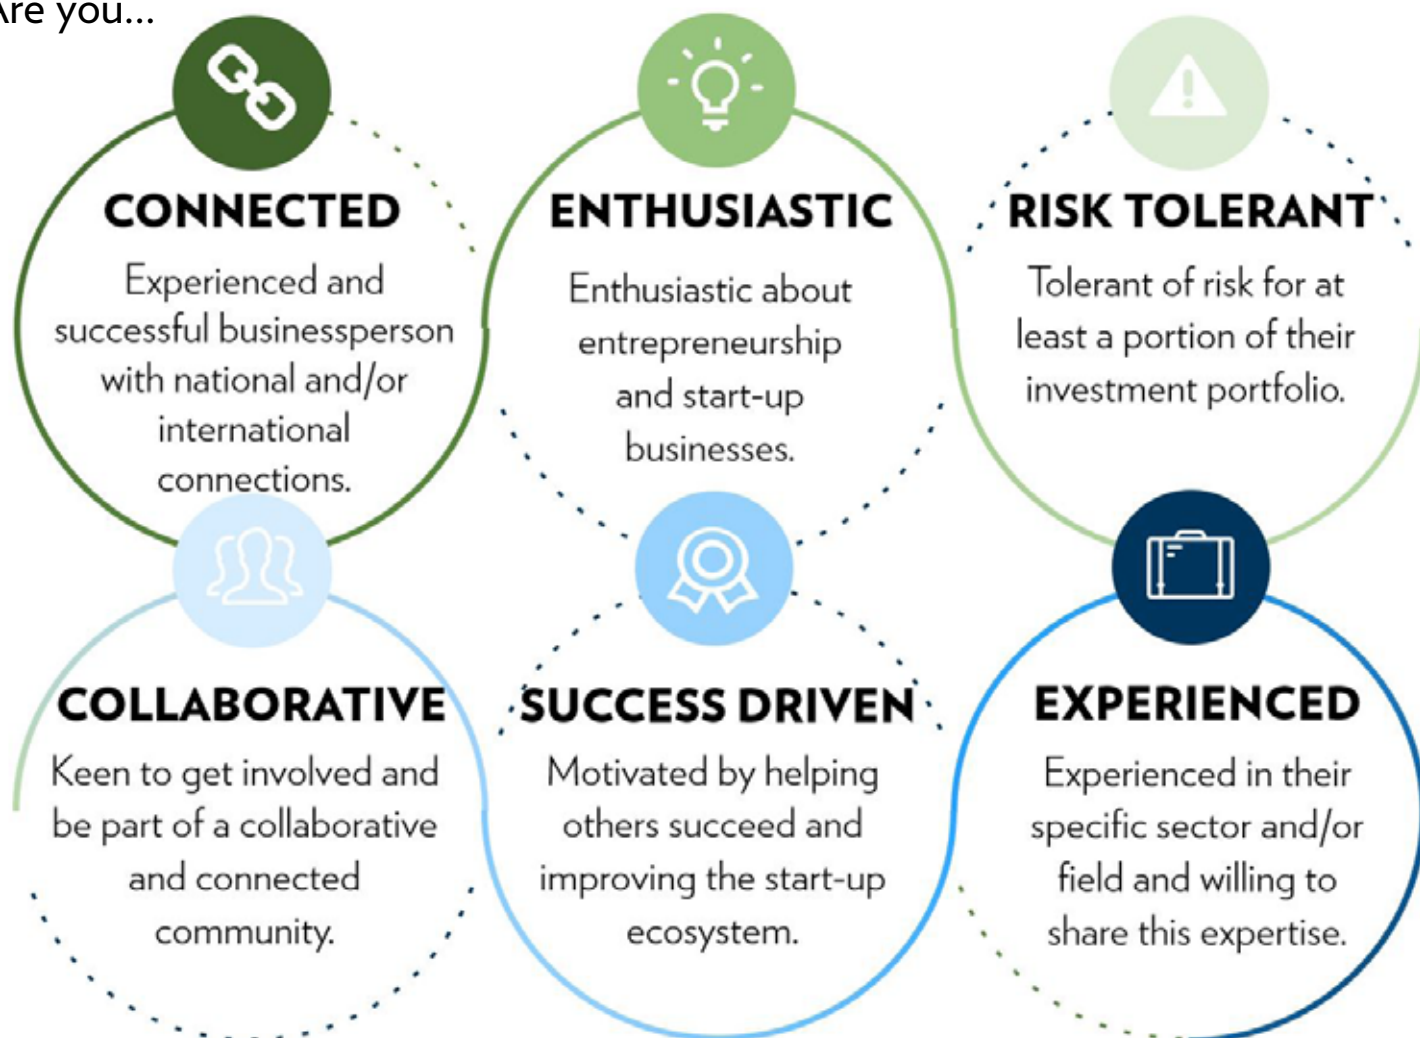 Are you...
CONNECTED
Experienced and
successful businessperson
with national and/or
international
connections.
ENTHUSIASTIC
Enthusiastic about
entrepreneurship
and start-up
businesses.
RISK TOLERANT
Tolerant of risk for at
least a portion of their
investment portfolio.
COLLABORATIVE
Keen to get involved and
be part of a collaborative
and connected
community.
SUCCESS DRIVEN
Motivated by helping
others succeed and
improving the start-up
ecosystem.
EXPERIENCED
Experienced in their
specific sector and/or
field and willing to
share this expertise.